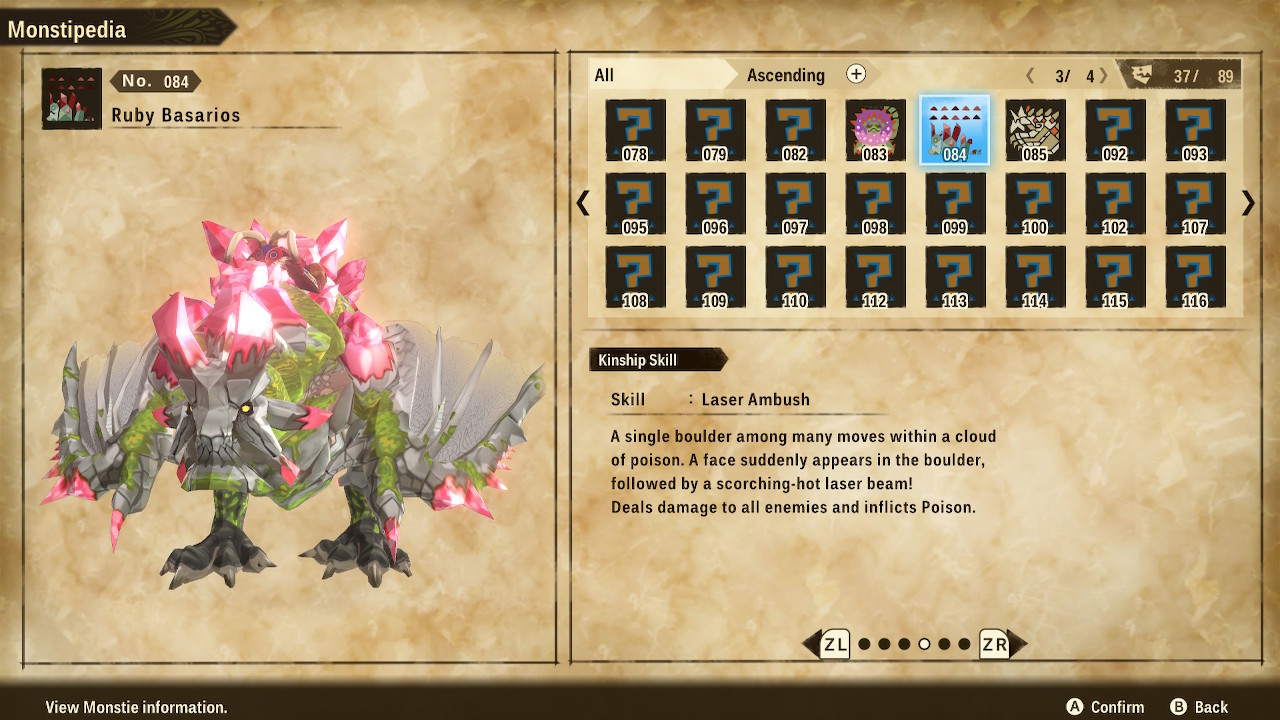 Monstipedia
No. 084
Ruby Basarios
All
Ascending
3/ 4
37/ 89
? 078
? 079
? 082
083
084
085
? 092
? 093
? 095
? 096
? 097
? 098
? 099
? 100
? 102
? 107
? 108
? 109
? 110
? 112
? 113
? 114
? 115
? 116
Kinship Skill
Skill : Laser Ambush
A single boulder among many moves within a cloud
of poison. A face suddenly appears in the boulder,
followed by a scorching-hot laser beam!
Deals damage to all enemies and inflicts Poison.
ZL
ZR
View Monstie information.
A Confirm
B Back